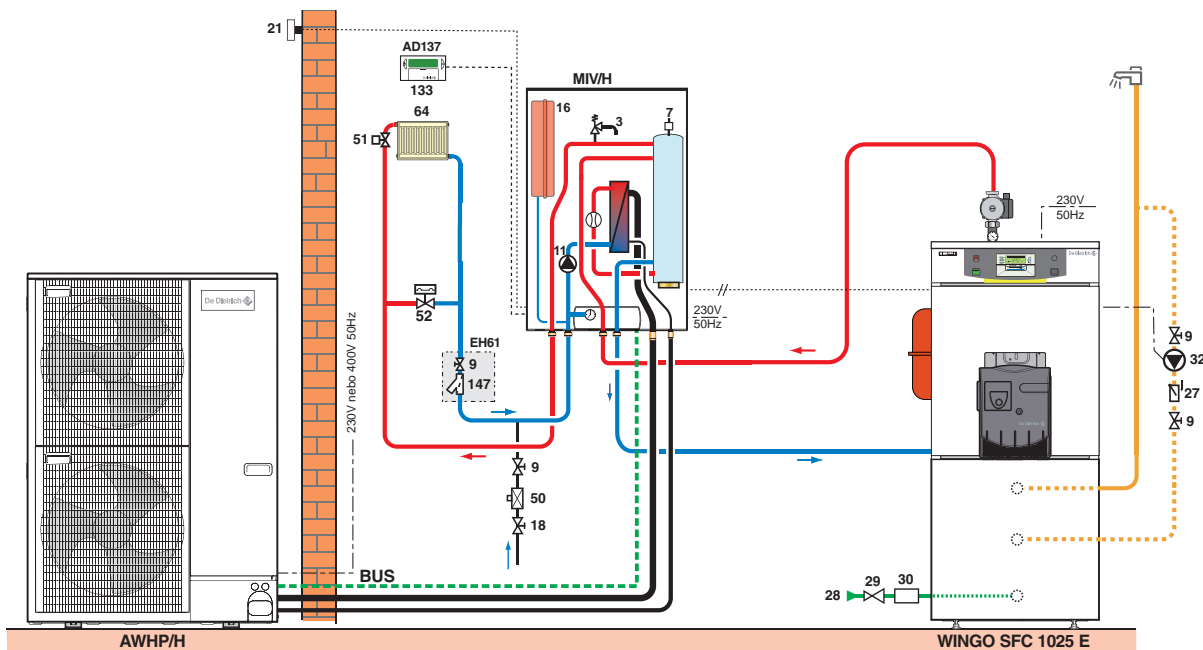 21
AD137
133
64
51
MIV/H
16
3
7
11
230V
50Hz
230V
50Hz
De Dietrich
De Dietrich
52
EH61
9
147
9
50
18
230V nebo 400V 50Hz
BUS
9
32
27
9
28
29
30
AWHP/H
WINGO SFC 1025 E